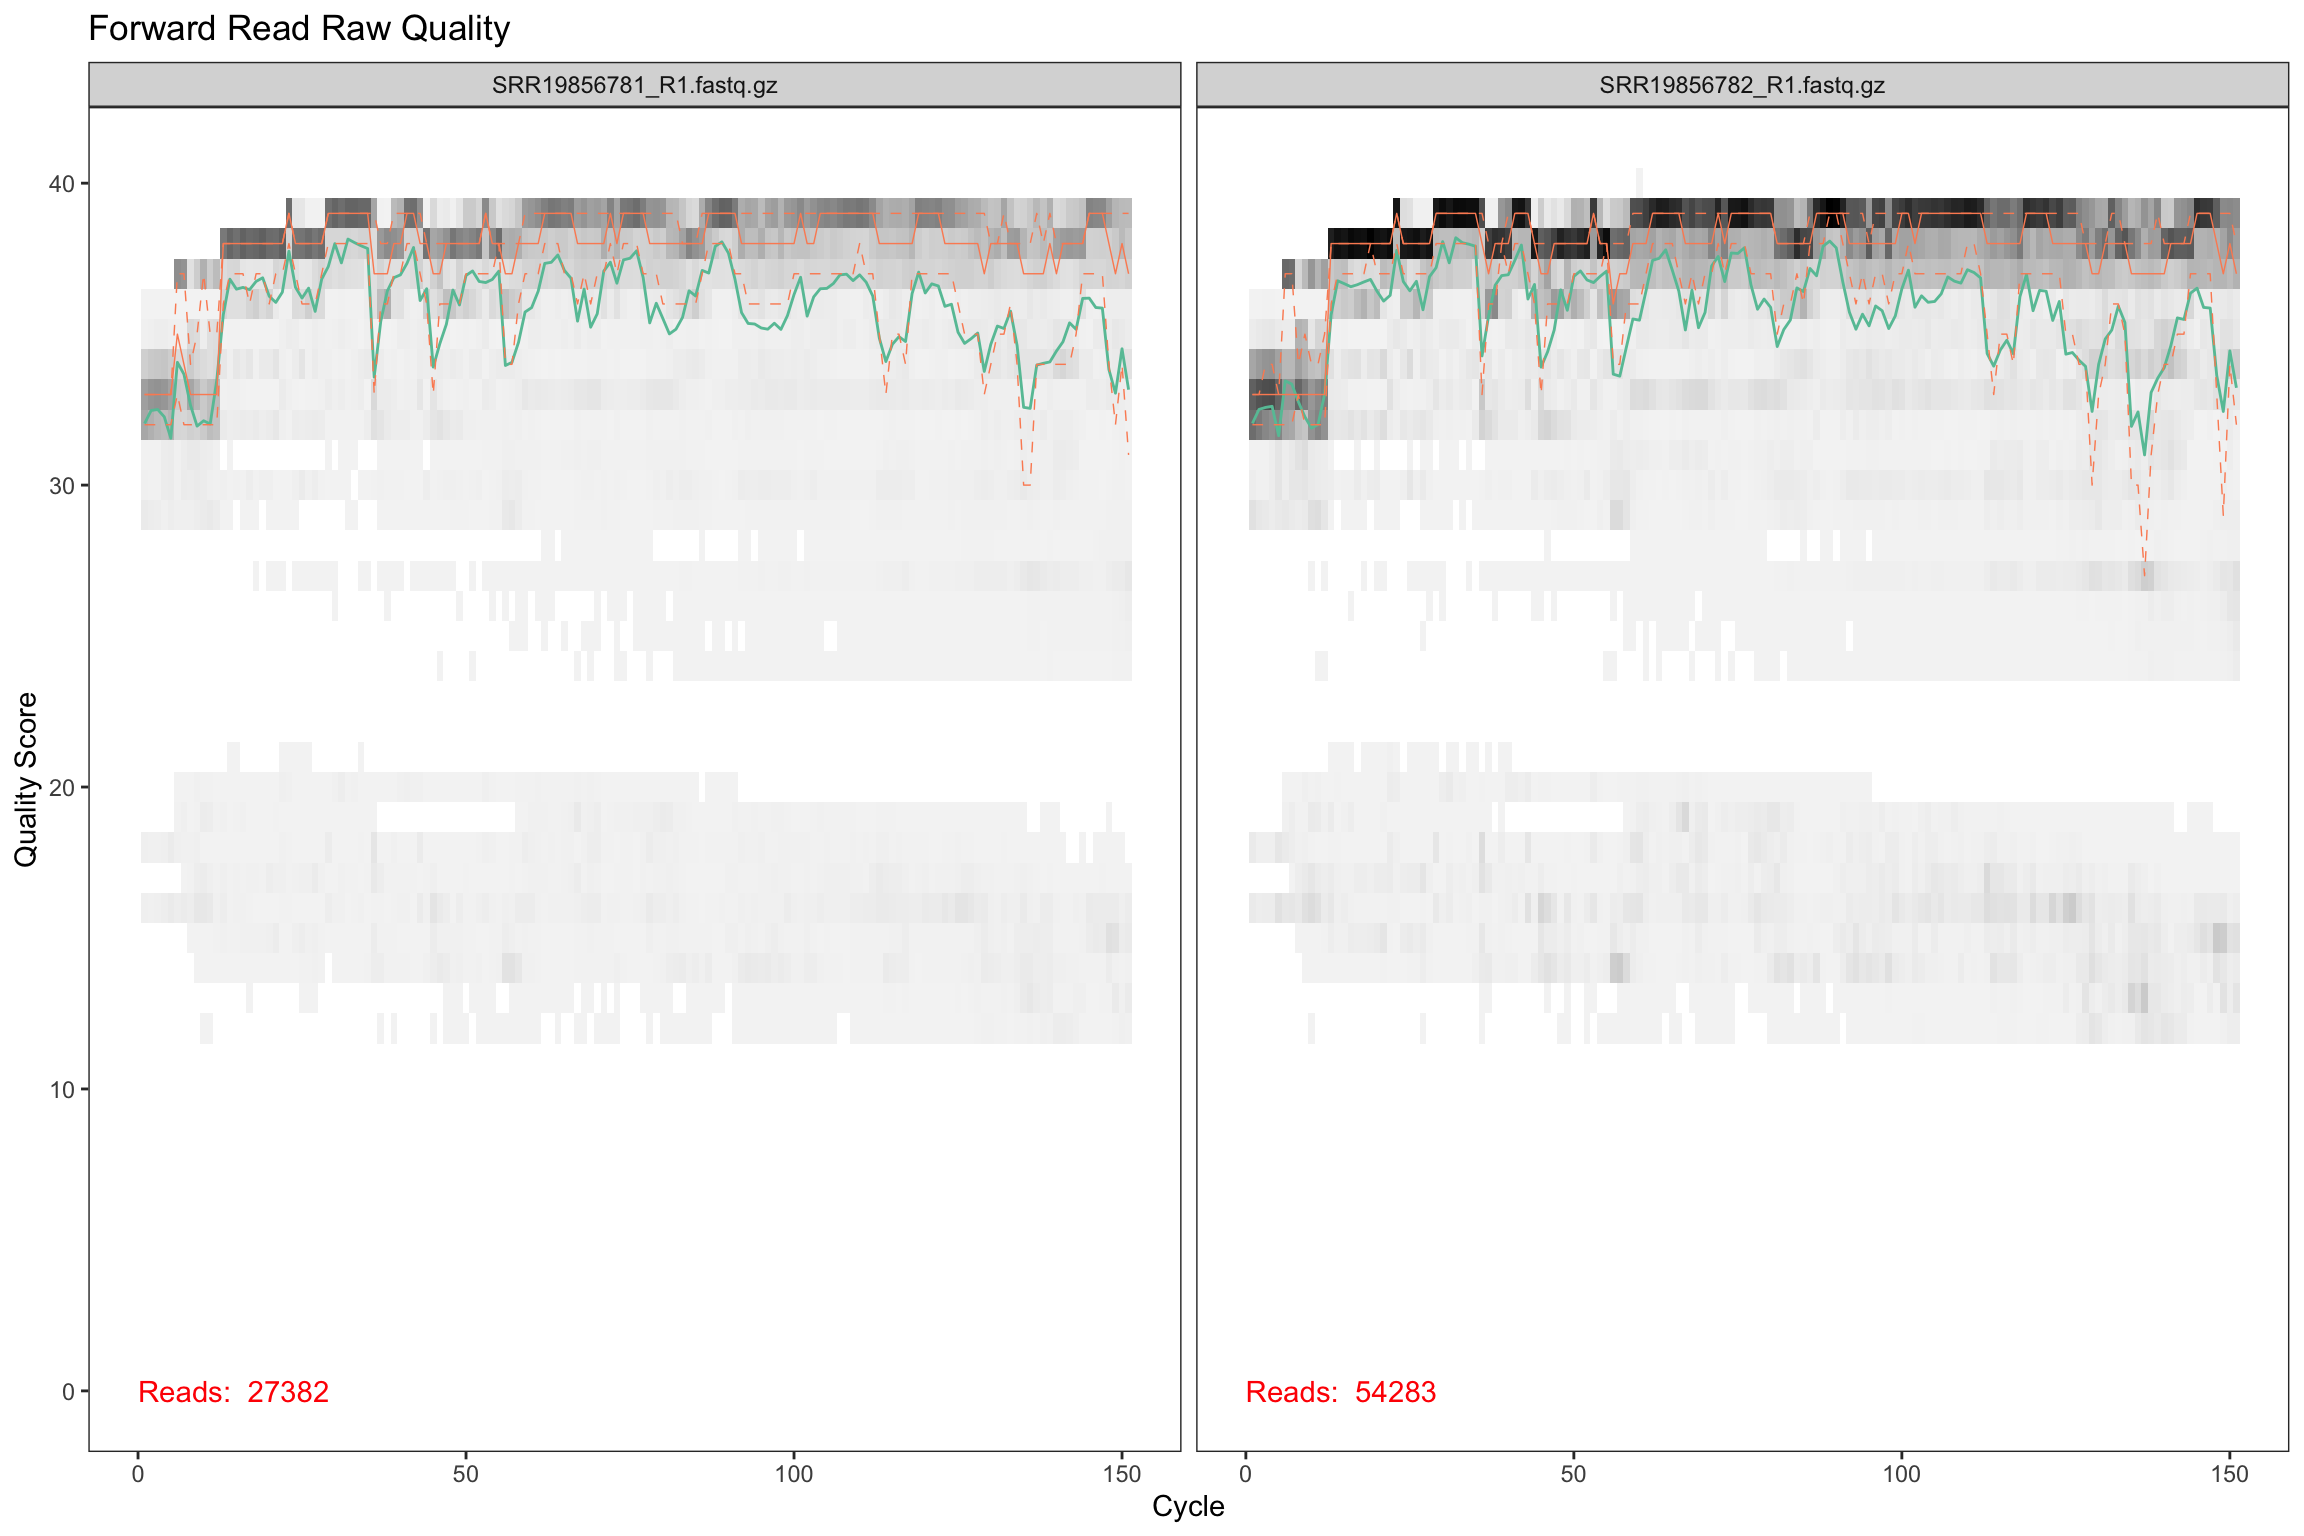 Forward Read Raw Quality
SRR19856781_R1.fastq.gz
SRR19856782_R1.fastq.gz
Quality Score
40
30
20
10
0
Reads:  27382
Reads:  54283
0
50
100
150
0
50
100
150
Cycle